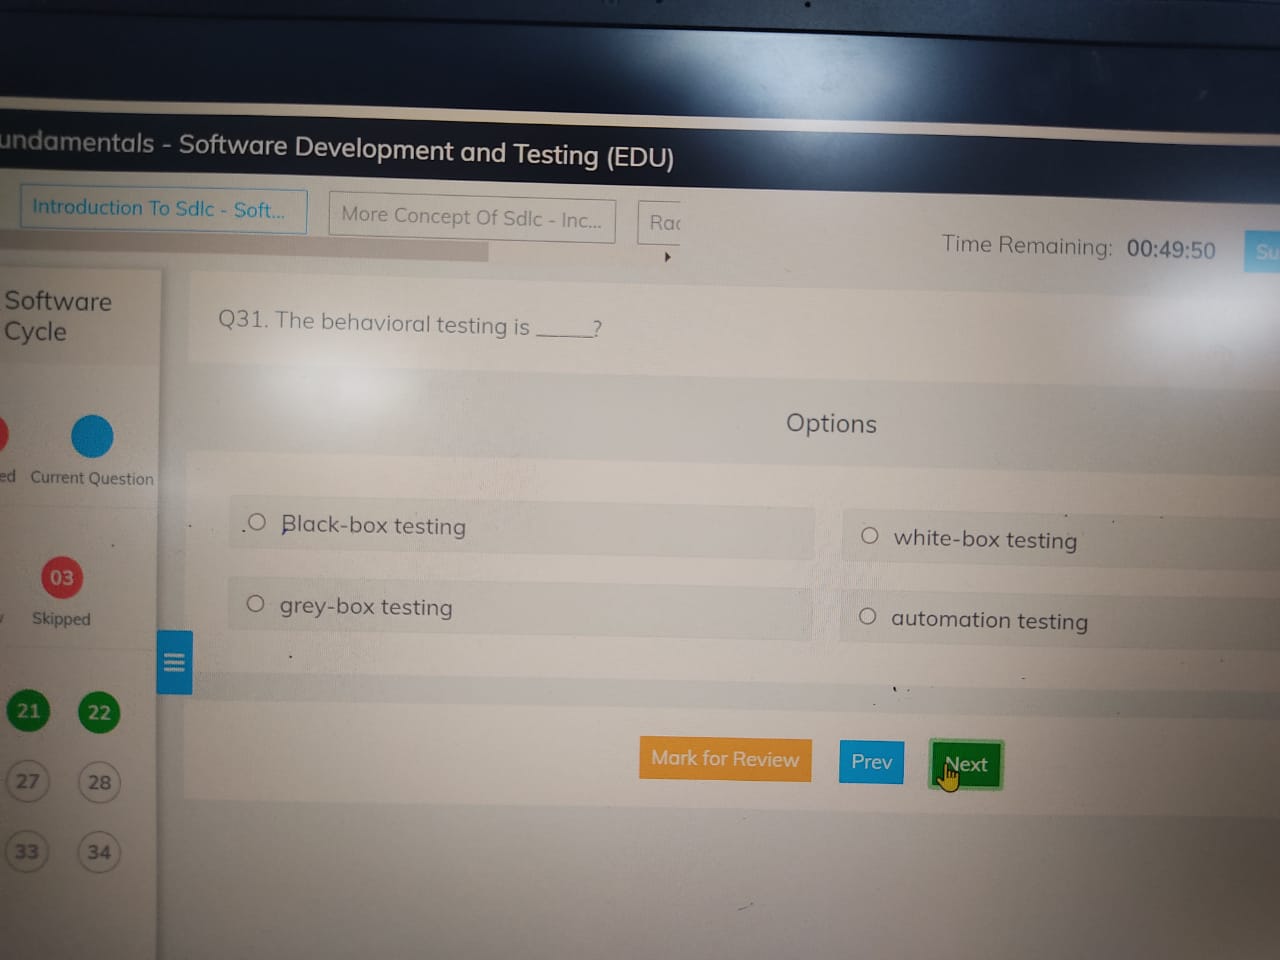 undamentals - Software Development and Testing (EDU)
Introduction To Sdlc - Soft...
More Concept Of Sdlc - Inc...
Rac
Time Remaining: 00:49:50
Su
Software
Cycle
Q31. The behavioral testing is _____?
Options
ed Current Question
Black-box testing
white-box testing
03
grey-box testing
automation testing
Skipped
21 22
Mark for Review
Prev
Next
27 28
33 34